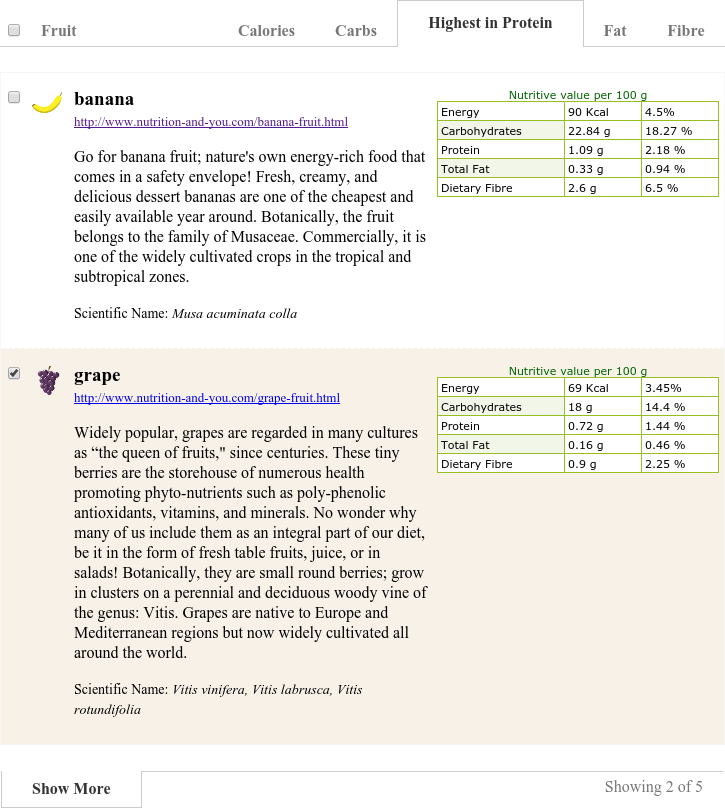 Fruit Calories Carbs Highest in Protein Fat Fibre
banana
http://www.nutrition-and-you.com/banana-fruit.html
Go for banana fruit; nature's own energy-rich food that
comes in a safety envelope! Fresh, creamy, and
delicious dessert bananas are one of the cheapest and
easily available year around. Botanically, the fruit
belongs to the family of Musaceae. Commercially, it is
one of the widely cultivated crops in the tropical and
subtropical zones.
Scientific Name: Musa acuminata colla
Nutritive value per 100 g
Energy 90 Kcal 4.5%
Carbohydrates 22.84 g 18.27 %
Protein 1.09 g 2.18 %
Total Fat 0.33 g 0.94 %
Dietary Fibre 2.6 g 6.5 %
grape
http://www.nutrition-and-you.com/grape-fruit.html
Widely popular, grapes are regarded in many cultures
as “the queen of fruits," since centuries. These tiny
berries are the storehouse of numerous health
promoting phyto-nutrients such as poly-phenolic
antioxidants, vitamins, and minerals. No wonder why
many of us include them as an integral part of our diet,
be it in the form of fresh table fruits, juice, or in
salads! Botanically, they are small round berries; grow
in clusters on a perennial and deciduous woody vine of
the genus: Vitis. Grapes are native to Europe and
Mediterranean regions but now widely cultivated all
around the world.
Scientific Name: Vitis vinifera, Vitis labrusca, Vitis
rotundifolia
Nutritive value per 100 g
Energy 69 Kcal 3.45%
Carbohydrates 18 g 14.4 %
Protein 0.72 g 1.44 %
Total Fat 0.16 g 0.46 %
Dietary Fibre 0.9 g 2.25 %
Show More Showing 2 of 5